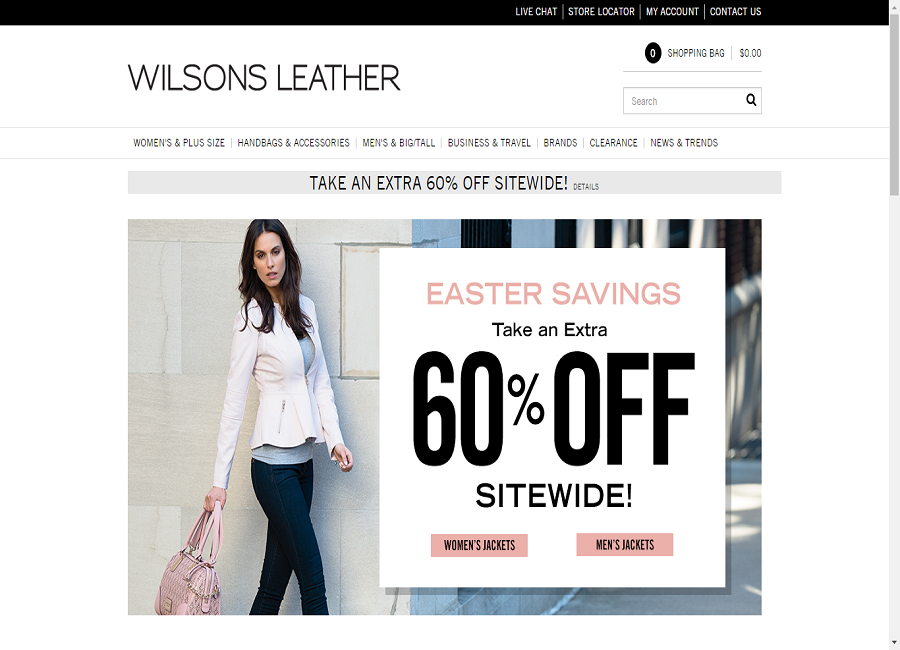 LIVE CHAT STORE LOCATOR MY ACCOUNT CONTACT US
0 SHOPPING BAG $0.00
WILSONS LEATHER
Search
WOMEN'S & PLUS SIZE HANDBAGS & ACCESSORIES MEN'S & BIG/TALL BUSINESS & TRAVEL BRANDS CLEARANCE NEWS & TRENDS
TAKE AN EXTRA 60% OFF SITEWIDE! DETAILS
EASTER SAVINGS
Take an Extra
60% OFF
SITEWIDE!
WOMEN'S JACKETS MEN'S JACKETS